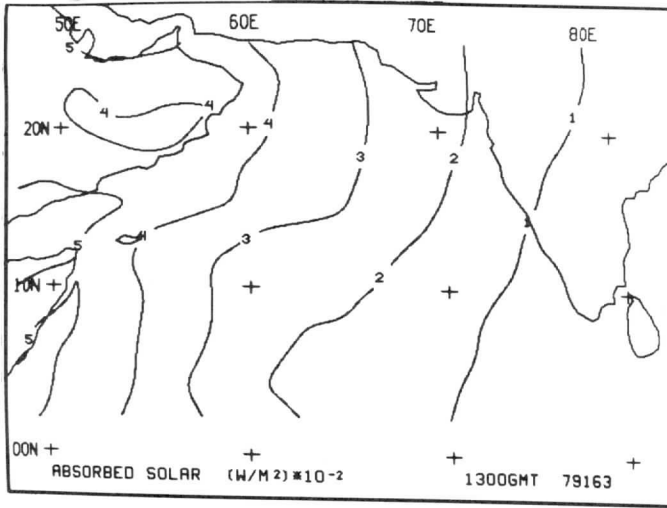 50E 60E 70E 80E
5
4 4 4 1
20N
3 2
5 4 3 1
2
10N
5
00N
ABSORBED SOLAR (W/M²)*10⁻² 1300GMT 79163